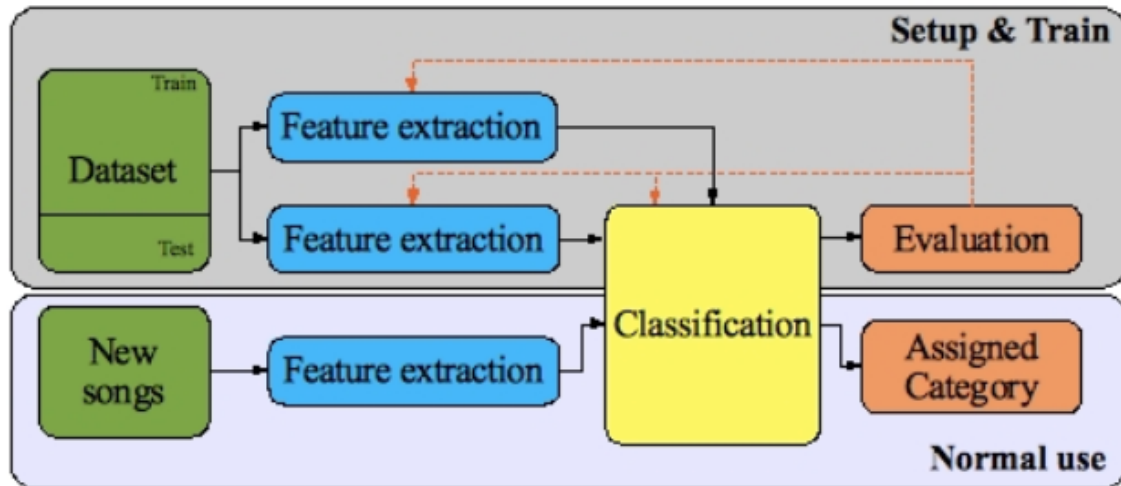 Setup & Train
Train
Feature extraction
Dataset
Feature extraction
Evaluation
Test
New
songs
Feature extraction
Classification
Assigned
Category
Normal use